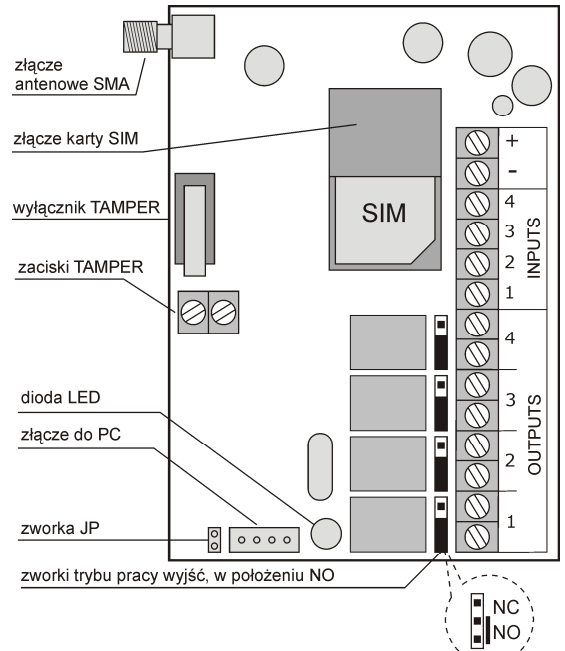 złącze
antenowe SMA
złącze karty SIM
wyłącznik TAMPER
zaciski TAMPER
dioda LED
złącze do PC
zworka JP
zworki trybu pracy wyjść, w położeniu NO
SIM
+
-
4
3
2
1
INPUTS
4
3
2
1
OUTPUTS
NC
NO